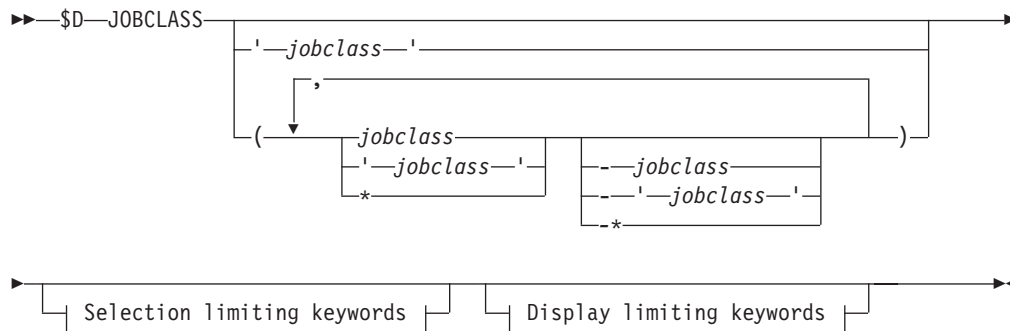 $D JOBCLASS
' jobclass '
,
( jobclass - jobclass )
' jobclass ' - ' jobclass '
* -*
Selection limiting keywords Display limiting keywords